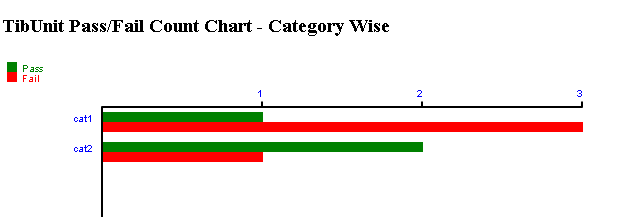 TibUnit Pass/Fail Count Chart - Category Wise
Pass
Fail
1 2 3
cat1
cat2